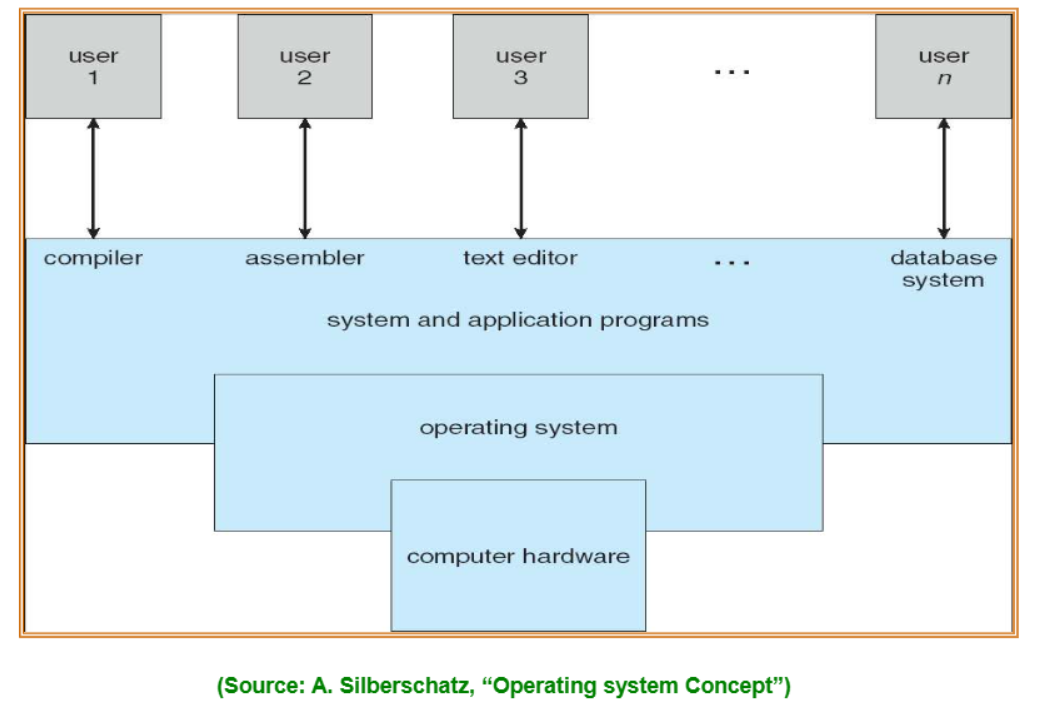 user
1
user
2
user
3
...
user
n
compiler
assembler
text editor
...
database
system
system and application programs
operating system
computer hardware
(Source: A. Silberschatz, “Operating system Concept”)